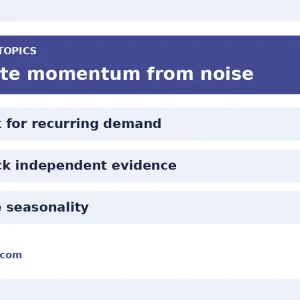 TOPICS
te momentum from noise
for recurring demand
ck independent evidence
seasonality
com